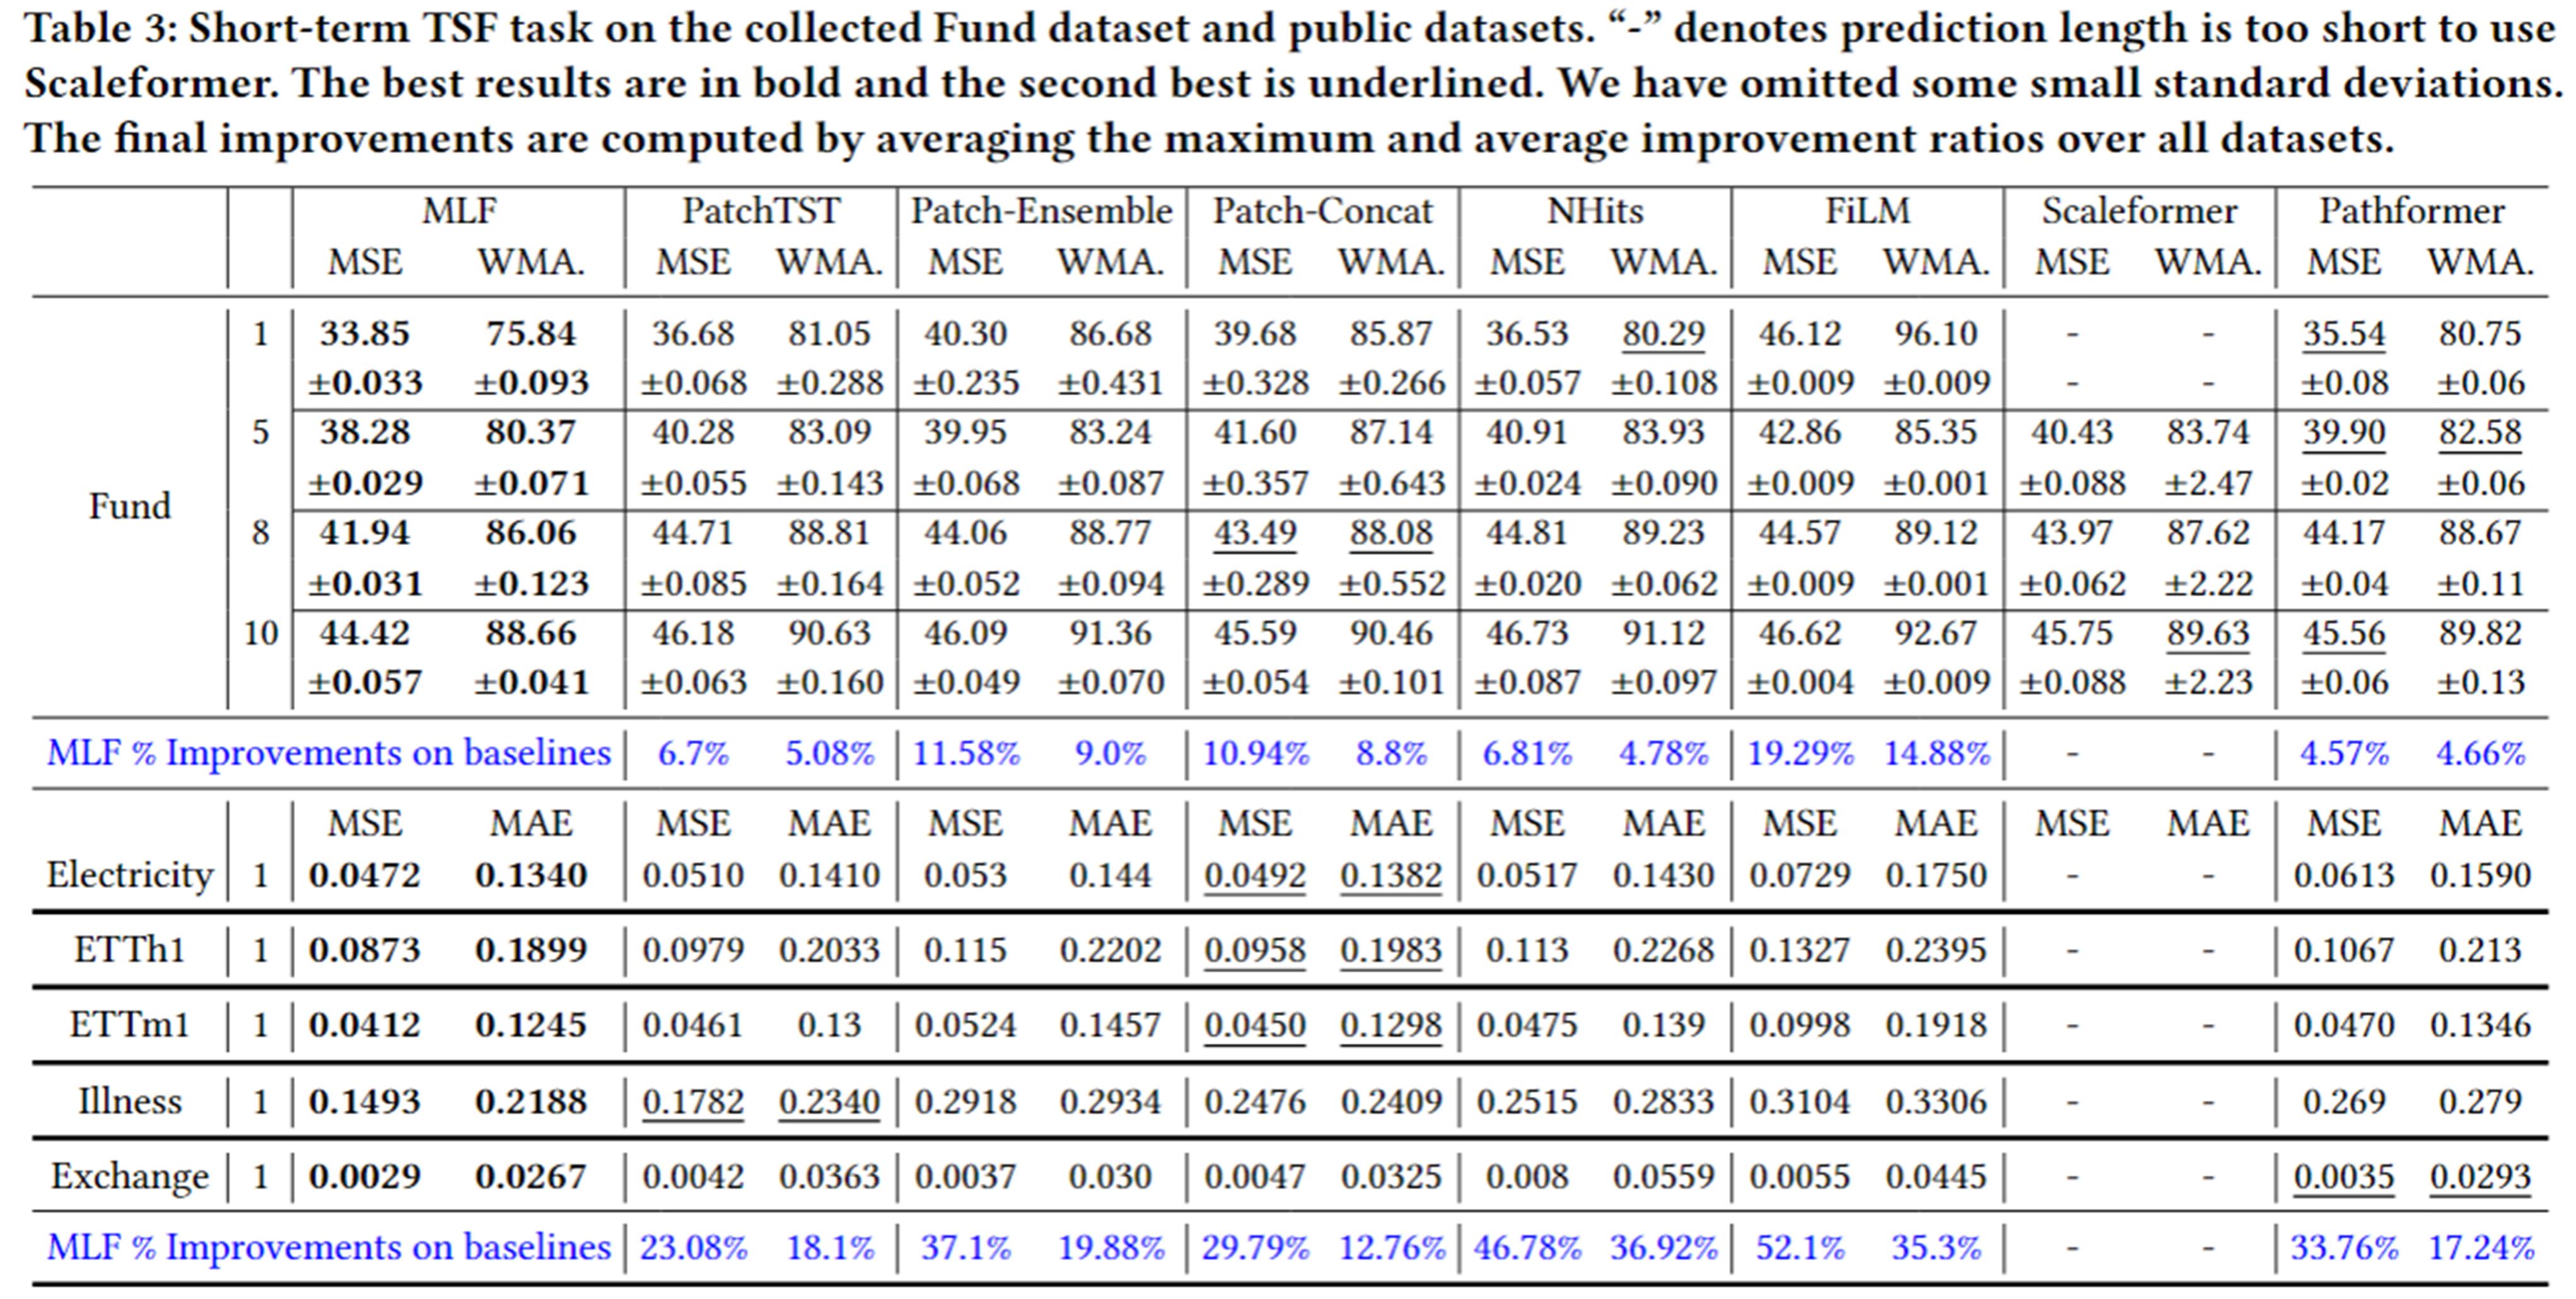 Table 3: Short-term TSF task on the collected Fund dataset and public datasets. “-” denotes prediction length is too short to use
Scaleformer. The best results are in bold and the second best is underlined. We have omitted some small standard deviations.
The final improvements are computed by averaging the maximum and average improvement ratios over all datasets.
MLF PatchTST Patch-Ensemble Patch-Concat NHits FiLM Scaleformer Pathformer
MSE WMA. MSE WMA. MSE WMA. MSE WMA. MSE WMA. MSE WMA. MSE WMA. MSE WMA.
1 33.85 75.84 36.68 81.05 40.30 86.68 39.68 85.87 36.53 80.29 46.12 96.10 - - 35.54 80.75
±0.033 ±0.093 ±0.068 ±0.288 ±0.235 ±0.431 ±0.328 ±0.266 ±0.057 ±0.108 ±0.009 ±0.009 - - ±0.08 ±0.06
5 38.28 80.37 40.28 83.09 39.95 83.24 41.60 87.14 40.91 83.93 42.86 85.35 40.43 83.74 39.90 82.58
±0.029 ±0.071 ±0.055 ±0.143 ±0.068 ±0.087 ±0.357 ±0.643 ±0.024 ±0.090 ±0.009 ±0.001 ±0.088 ±2.47 ±0.02 ±0.06
Fund
8 41.94 86.06 44.71 88.81 44.06 88.77 43.49 88.08 44.81 89.23 44.57 89.12 43.97 87.62 44.17 88.67
±0.031 ±0.123 ±0.085 ±0.164 ±0.052 ±0.094 ±0.289 ±0.552 ±0.020 ±0.062 ±0.009 ±0.001 ±0.062 ±2.22 ±0.04 ±0.11
10 44.42 88.66 46.18 90.63 46.09 91.36 45.59 90.46 46.73 91.12 46.62 92.67 45.75 89.63 45.56 89.82
±0.057 ±0.041 ±0.063 ±0.160 ±0.049 ±0.070 ±0.054 ±0.101 ±0.087 ±0.097 ±0.004 ±0.009 ±0.088 ±2.23 ±0.06 ±0.13
MLF % Improvements on baselines 6.7% 5.08% 11.58% 9.0% 10.94% 8.8% 6.81% 4.78% 19.29% 14.88% - - 4.57% 4.66%
MSE MAE MSE MAE MSE MAE MSE MAE MSE MAE MSE MAE MSE MAE MSE MAE
Electricity 1 0.0472 0.1340 0.0510 0.1410 0.053 0.144 0.0492 0.1382 0.0517 0.1430 0.0729 0.1750 - - 0.0613 0.1590
ETTh1 1 0.0873 0.1899 0.0979 0.2033 0.115 0.2202 0.0958 0.1983 0.113 0.2268 0.1327 0.2395 - - 0.1067 0.213
ETTm1 1 0.0412 0.1245 0.0461 0.13 0.0524 0.1457 0.0450 0.1298 0.0475 0.139 0.0998 0.1918 - - 0.0470 0.1346
Illness 1 0.1493 0.2188 0.1782 0.2340 0.2918 0.2934 0.2476 0.2409 0.2515 0.2833 0.3104 0.3306 - - 0.269 0.279
Exchange 1 0.0029 0.0267 0.0042 0.0363 0.0037 0.030 0.0047 0.0325 0.008 0.0559 0.0055 0.0445 - - 0.0035 0.0293
MLF % Improvements on baselines 23.08% 18.1% 37.1% 19.88% 29.79% 12.76% 46.78% 36.92% 52.1% 35.3% - - 33.76% 17.24%